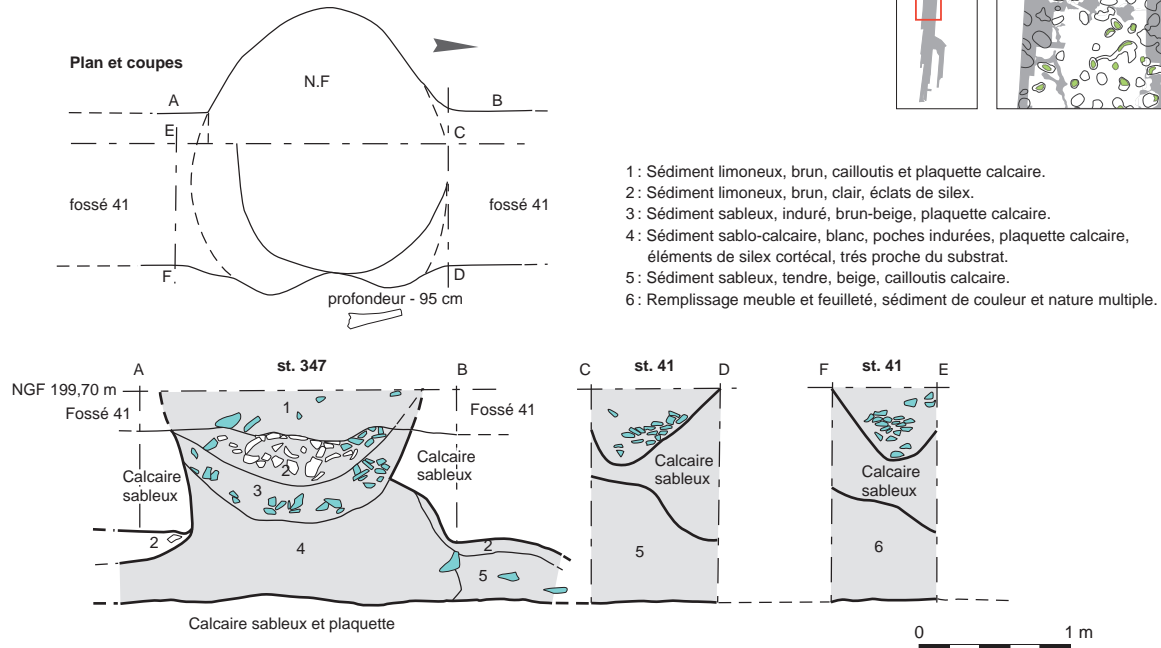 Plan et coupes
N.F
A
B
E
C
fossé 41
fossé 41
F
D
profondeur - 95 cm
1 : Sédiment limoneux, brun, cailloutis et plaquette calcaire.
2 : Sédiment limoneux, brun, clair, éclats de silex.
3 : Sédiment sableux, induré, brun-beige, plaquette calcaire.
4 : Sédiment sablo-calcaire, blanc, poches indurées, plaquette calcaire,
éléments de silex cortécal, trés proche du substrat.
5 : Sédiment sableux, tendre, beige, cailloutis calcaire.
6 : Remplissage meuble et feuilleté, sédiment de couleur et nature multiple.
A
st. 347
B
C
st. 41
D
F
st. 41
E
NGF 199,70 m
Fossé 41
1
Fossé 41
Calcaire
sableux
2
3
Calcaire
sableux
Calcaire
sableux
Calcaire
sableux
2
4
2
5
5
6
Calcaire sableux et plaquette
0
1 m